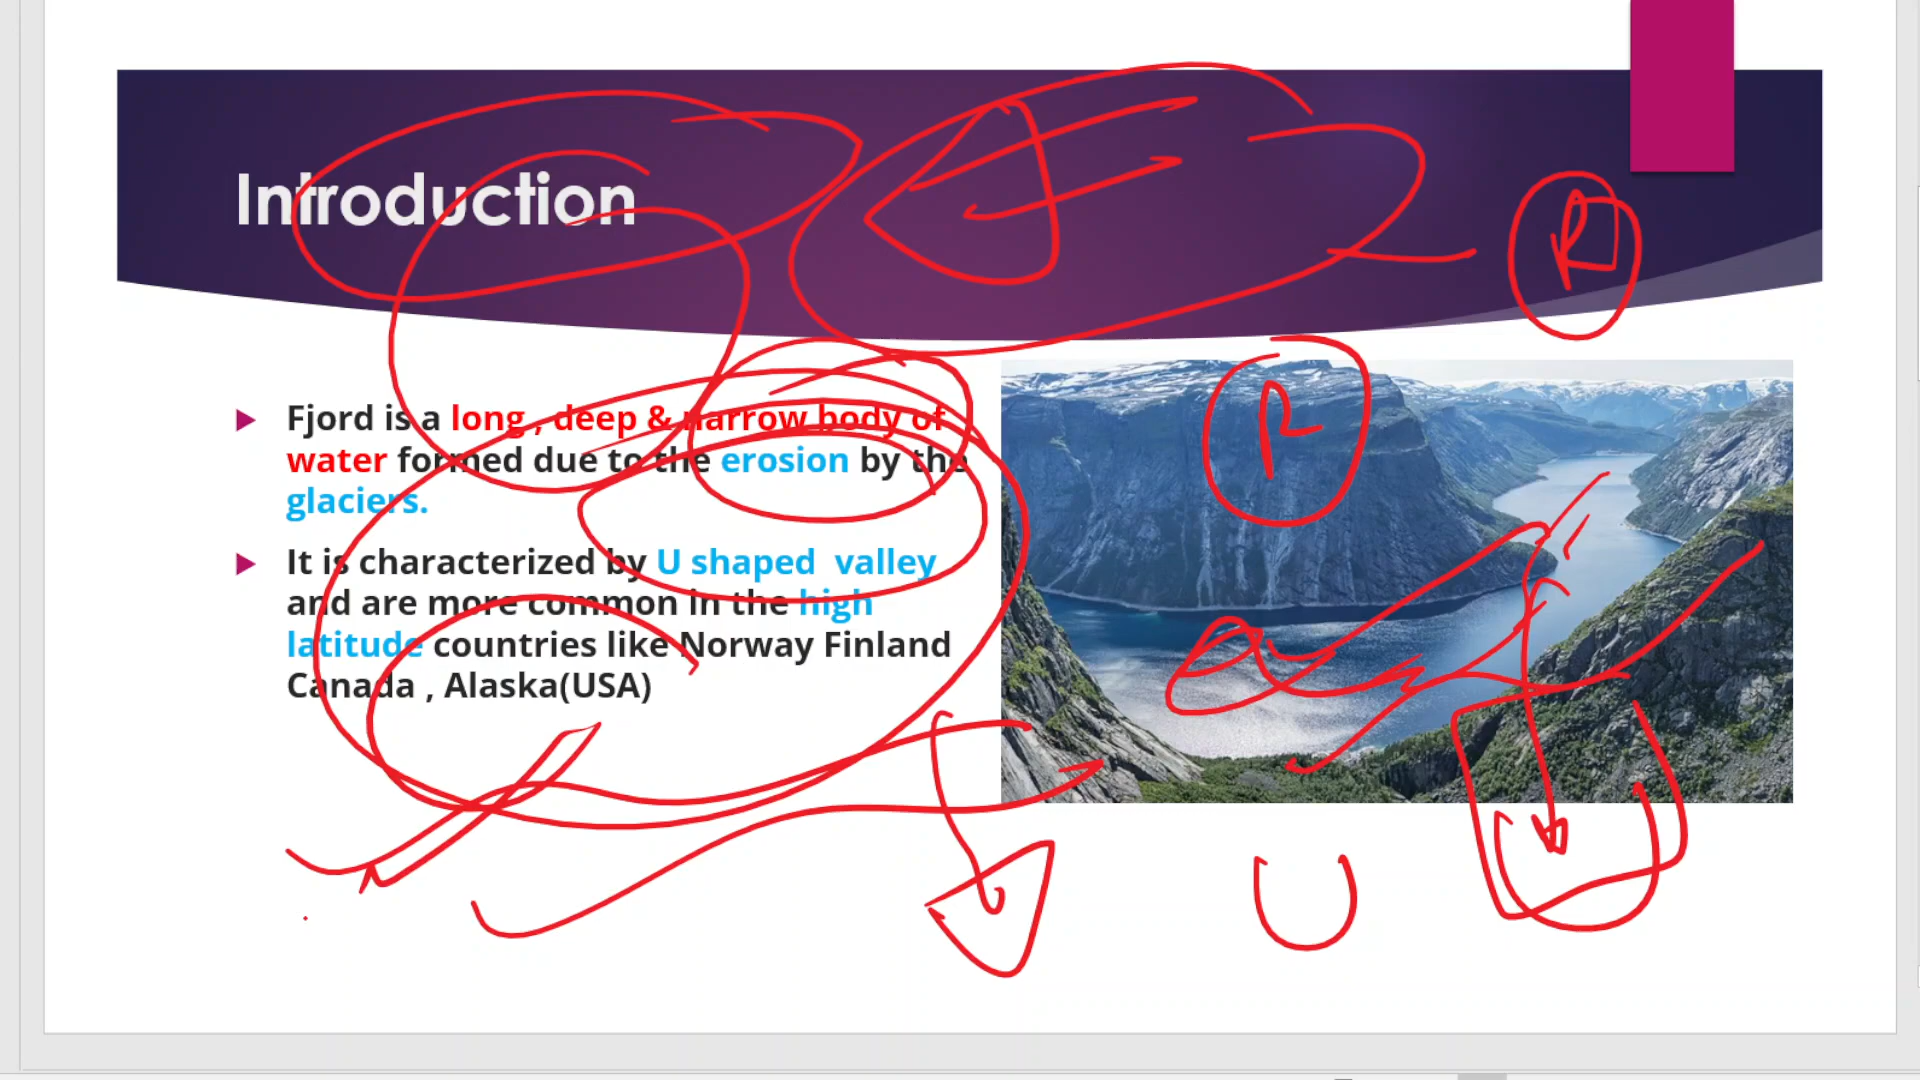 Introduction
R
R
Fjord is a long , deep & narrow body of
water formed due to the erosion by the
glaciers.
It is characterized by U shaped valley
and are more common in the high
latitude countries like Norway Finland
Canada , Alaska(USA)
U